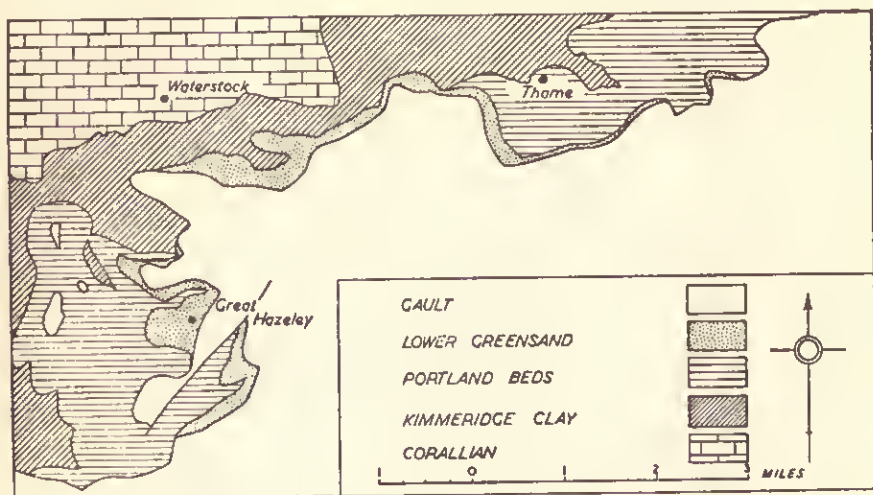 Waterstock
Thame
Great
Hazeley
GAULT
LOWER GREENSAND
PORTLAND BEDS
KIMMERIDGE CLAY
CORALLIAN
1 0 1 2 3 MILES